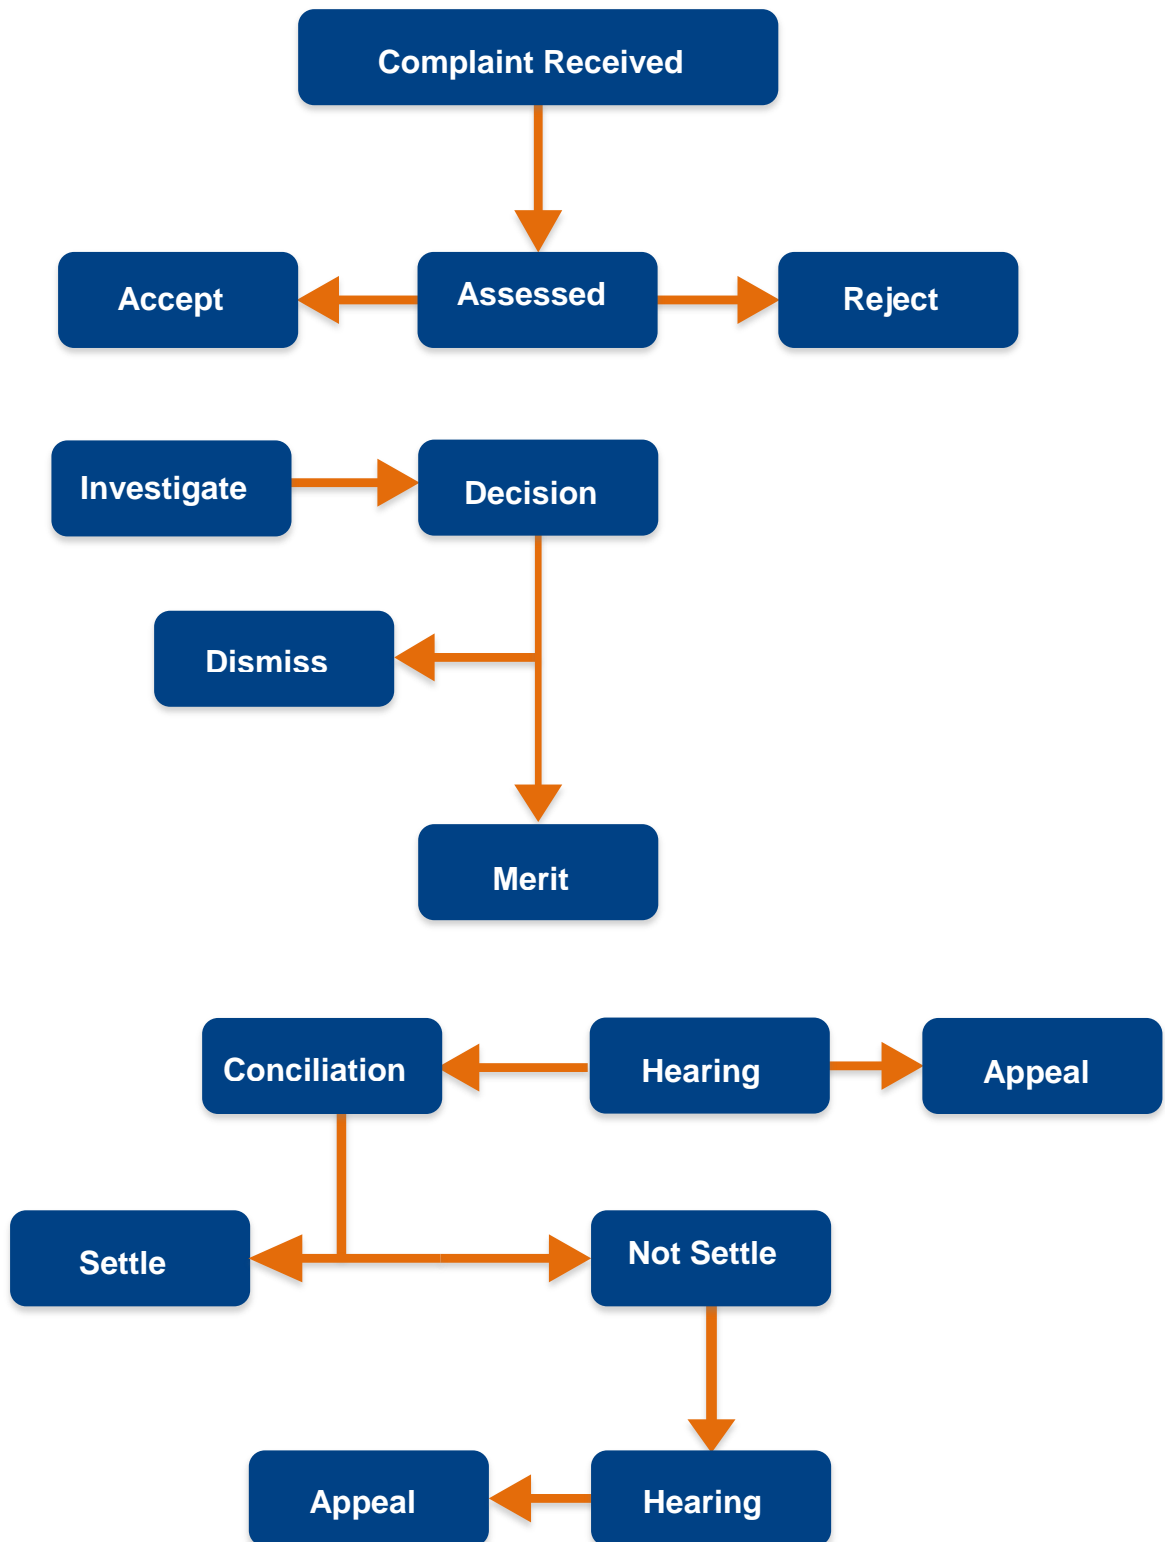 Complaint Received
Accept
Assessed
Reject
Investigate
Decision
Dismiss
Merit
Conciliation
Hearing
Appeal
Settle
Not Settle
Appeal
Hearing